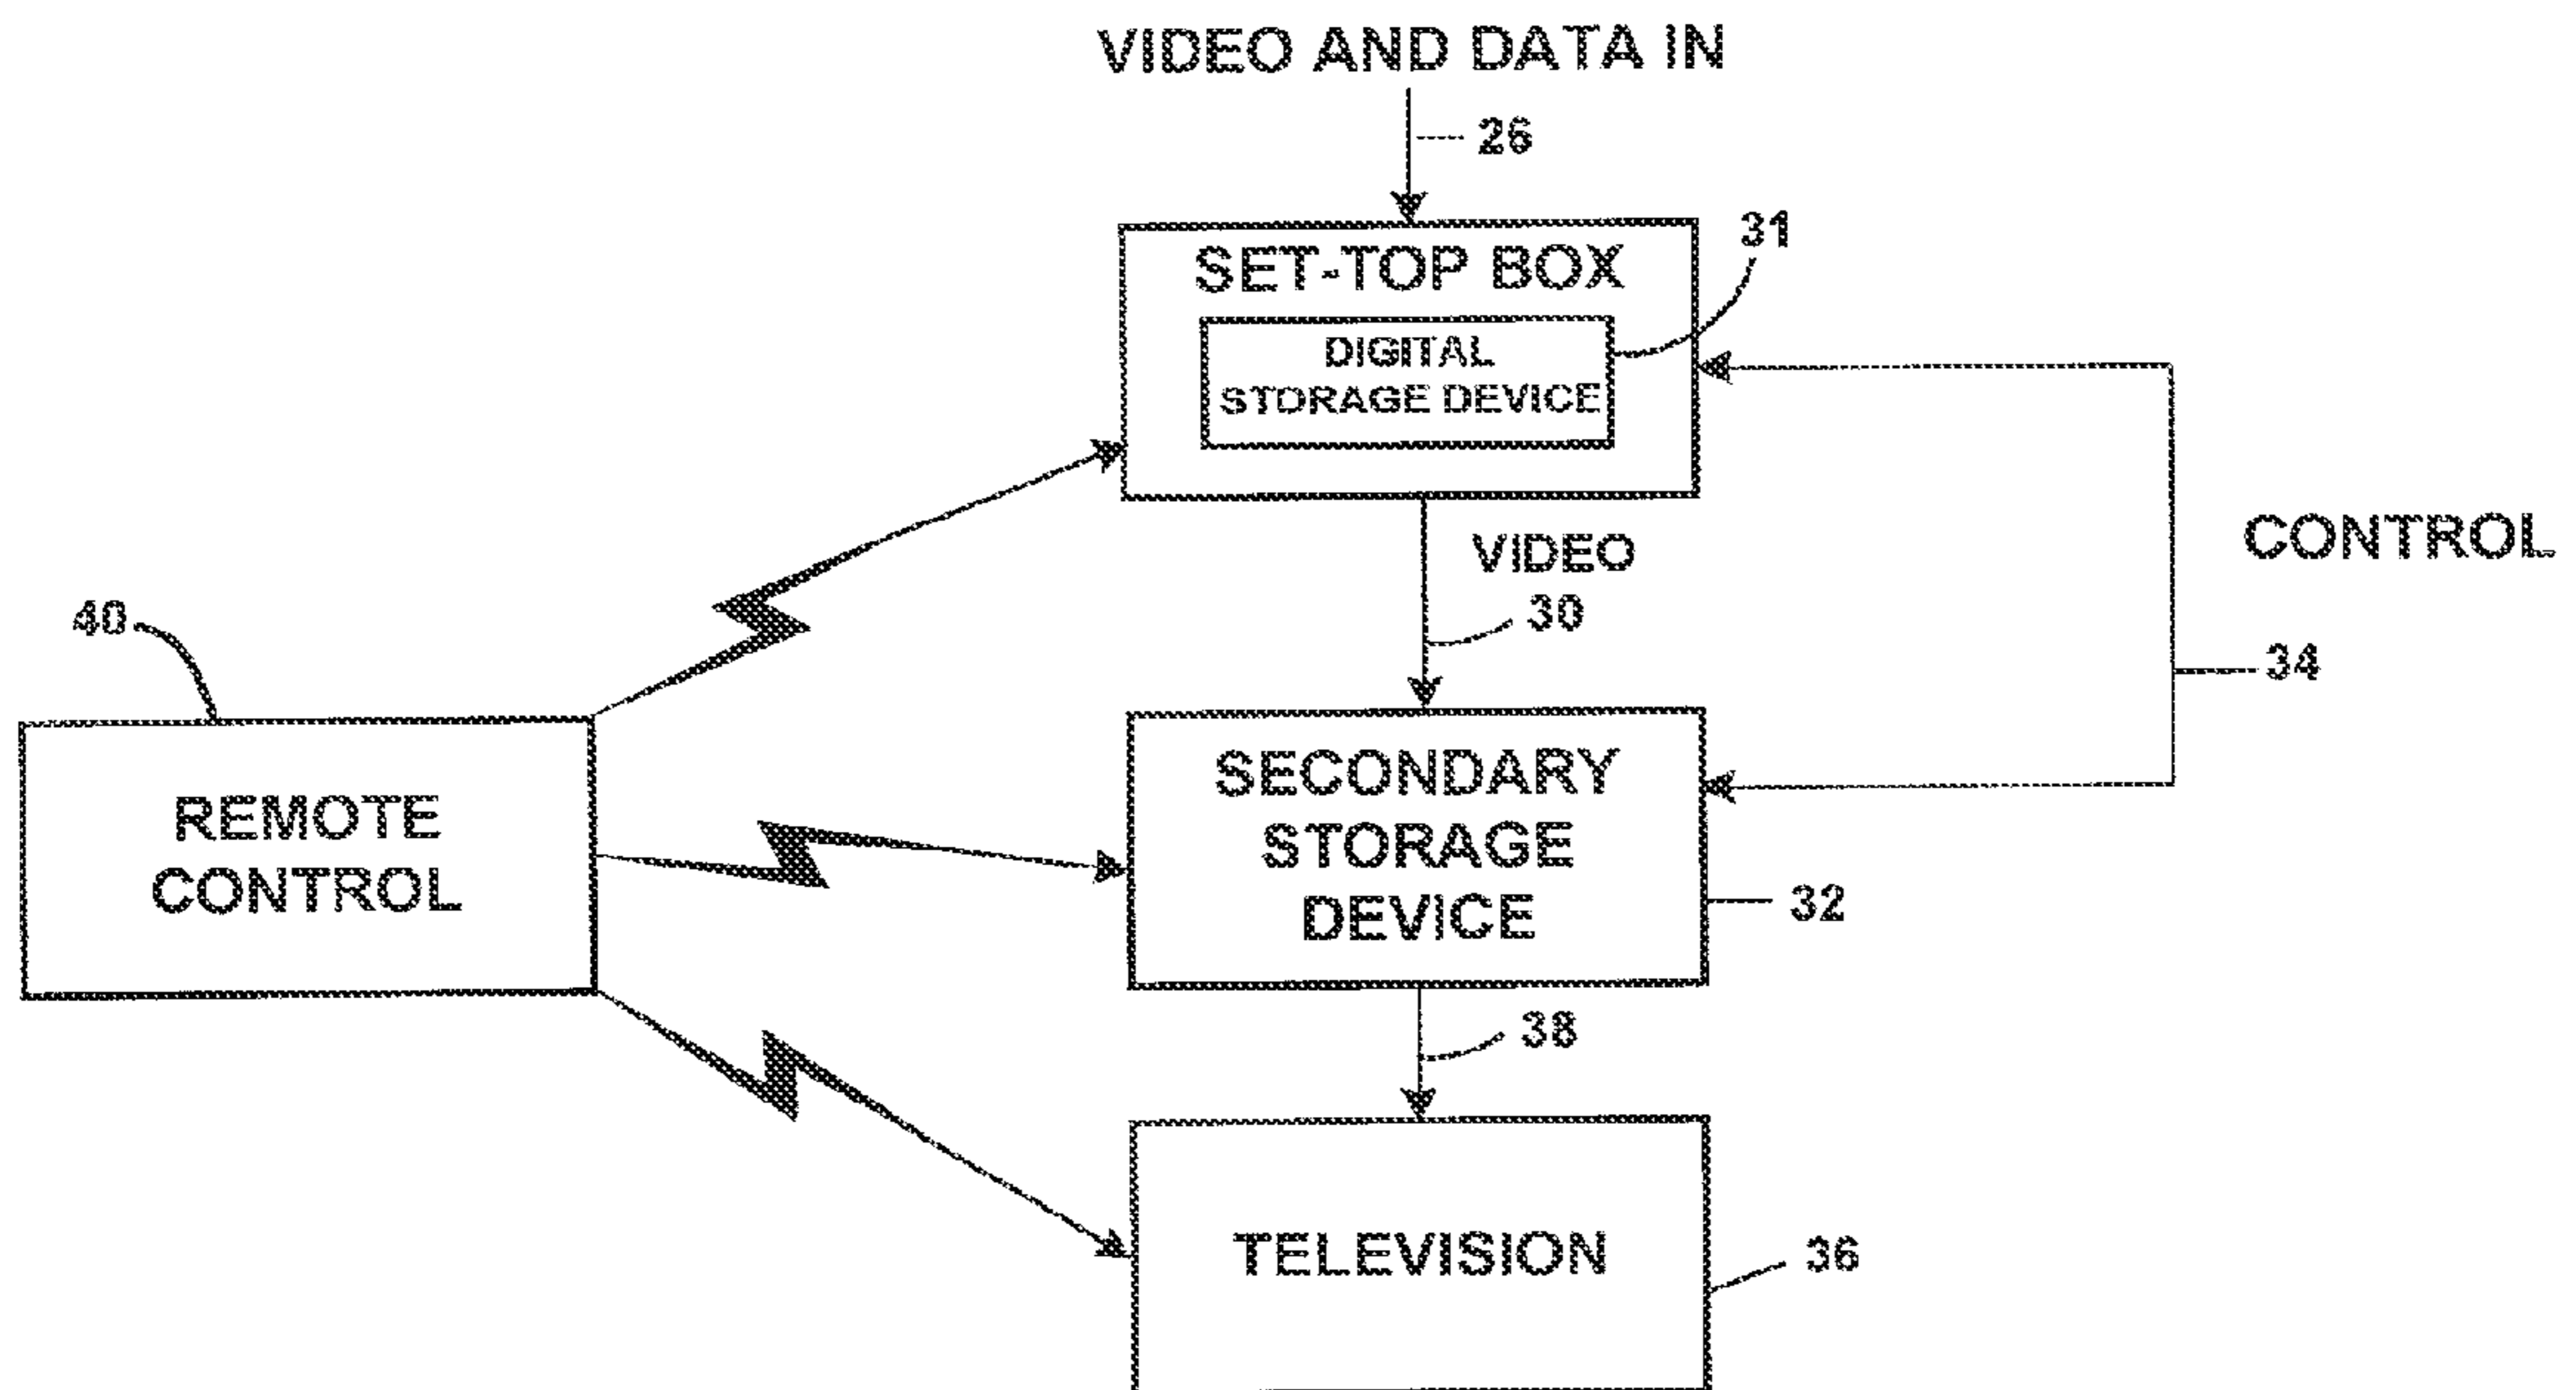 VIDEO AND DATA IN
26
31
SET-TOP BOX
DIGITAL
STORAGE DEVICE
CONTROL
VIDEO
30
40
34
REMOTE
CONTROL
SECONDARY
STORAGE
DEVICE
32
38
TELEVISION
36